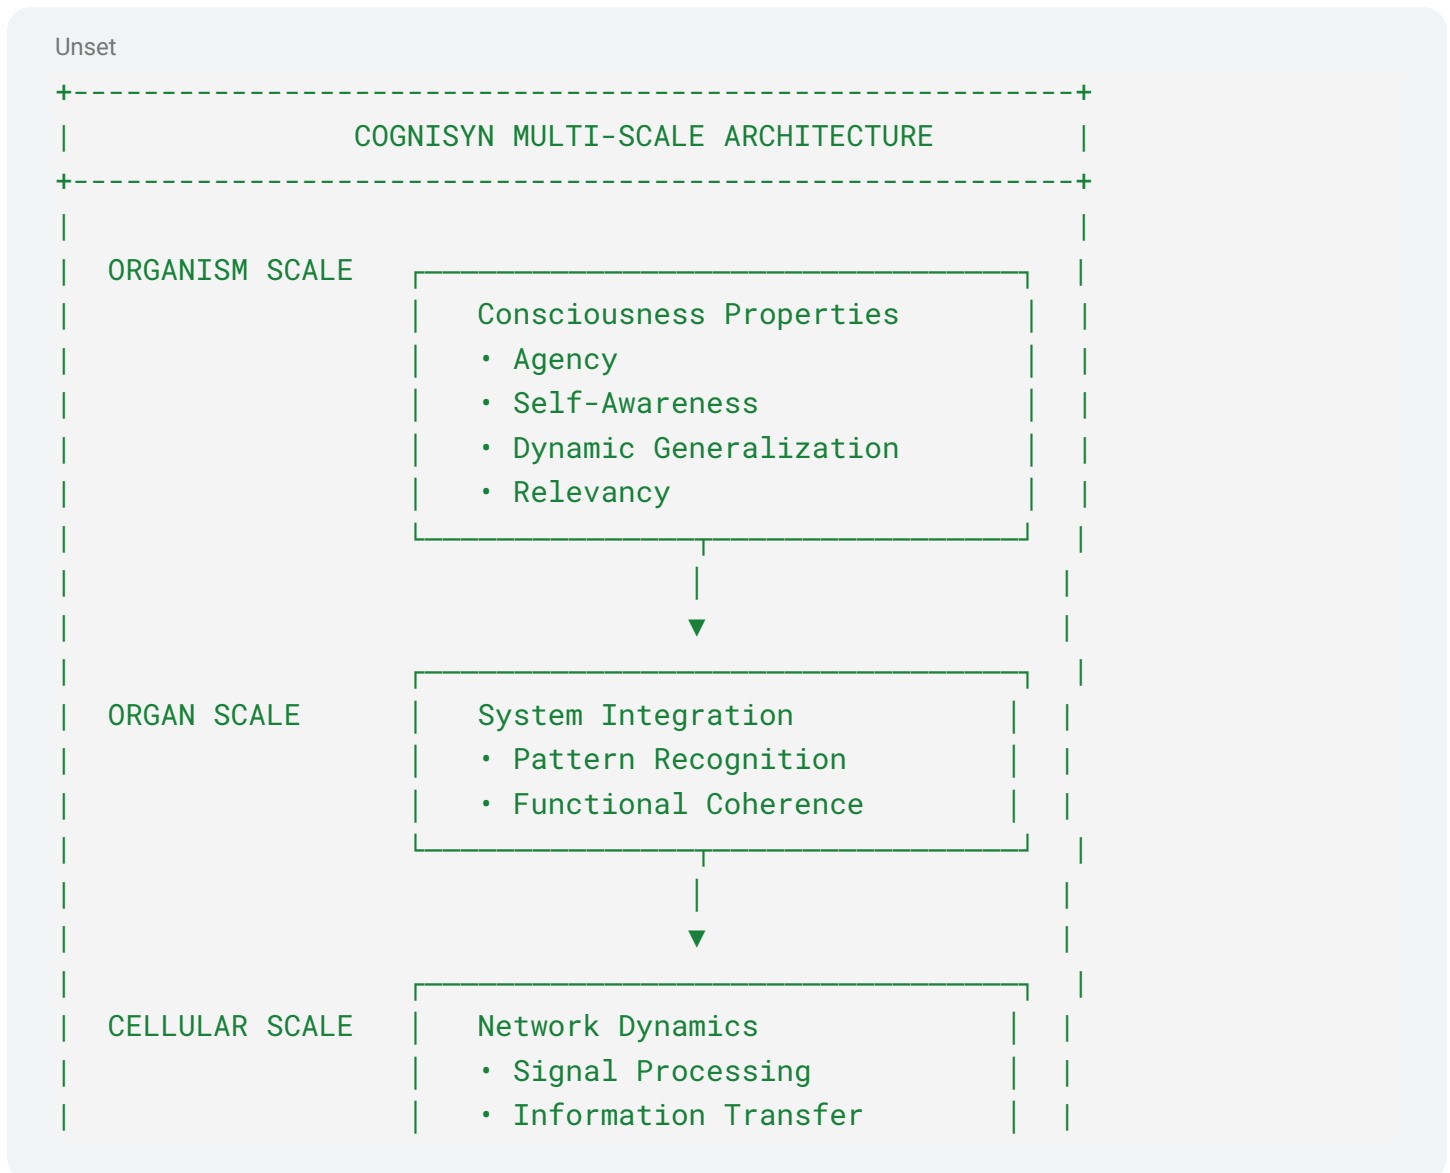 Unset
COGNISYN MULTI-SCALE ARCHITECTURE
ORGANISM SCALE
Consciousness Properties
• Agency
• Self-Awareness
• Dynamic Generalization
• Relevancy
ORGAN SCALE System Integration
• Pattern Recognition
• Functional Coherence
CELLULAR SCALE Network Dynamics
• Signal Processing
• Information Transfer